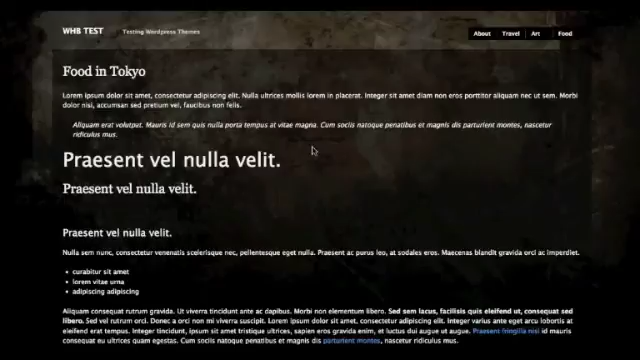 WHB TEST Testing Wordpress Themes About Travel Art Food
Food in Tokyo
Lorem ipsum dolor sit amet, consectetur adipiscing elit. Nulla ultrices mollis lorem in placerat. Integer sit amet diam non eros porttitor aliquam nec ut sem. Morbi
dolor nisi, accumsan sed pretium vel, faucibus non felis.
Aliquam erat volutpat. Mauris id sem quis nulla porta tempus at vitae magna. Cum sociis natoque penatibus et magnis dis parturient montes, nascetur
ridiculus mus.
Praesent vel nulla velit.
Praesent vel nulla velit.
Praesent vel nulla velit.
Nulla sem nunc, consectetur venenatis scelerisque nec, pellentesque eget nulla. Praesent ac purus leo, at sodales eros. Maecenas blandit gravida orci ac imperdiet.
• curabitur sit amet
• lorem vitae urna
• adipiscing adipiscing
Aliquam consequat rutrum gravida. Ut viverra tincidunt ante ac dapibus. Morbi non elementum libero. Sed sem lacus, facilisis quis eleifend ut, consequat sed
libero. Sed vel rutrum orci. Donec a orci non mi viverra suscipit. Lorem ipsum dolor sit amet, consectetur adipiscing elit. Integer varius ante eget arcu lobortis at
eleifend erat tempus. Integer tincidunt, ipsum sit amet tristique ultrices, sapien eros gravida enim, et luctus dui augue ut augue. Praesent fringilla nisl id mauris
consequat eu ultrices quam egestas. Cum sociis natoque penatibus et magnis dis parturient montes, nascetur ridiculus mus.